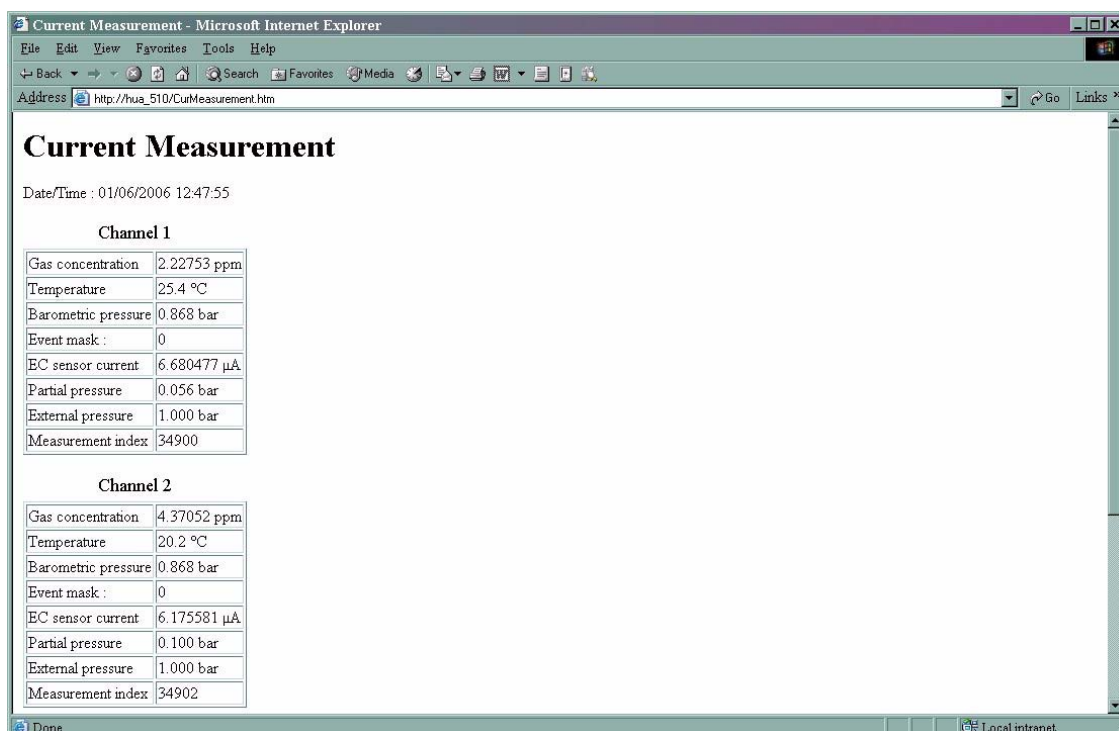 Current Measurement - Microsoft Internet Explorer
File Edit View Favorites Tools Help
Back Search Favorites Media
Address http://hua_510/CurMeasurement.htm Go Links »
Current Measurement
Date/Time : 01/06/2006 12:47:55
Channel 1
Gas concentration 2.22753 ppm
Temperature 25.4 °C
Barometric pressure 0.868 bar
Event mask : 0
EC sensor current 6.680477 µA
Partial pressure 0.056 bar
External pressure 1.000 bar
Measurement index 34900
Channel 2
Gas concentration 4.37052 ppm
Temperature 20.2 °C
Barometric pressure 0.868 bar
Event mask : 0
EC sensor current 6.175581 µA
Partial pressure 0.100 bar
External pressure 1.000 bar
Measurement index 34902
Done Local intranet